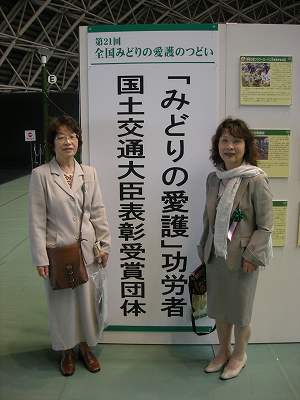 第21回
全国みどりの愛護のつどい
「みどりの愛護」功労者
国土交通大臣表彰受賞団体